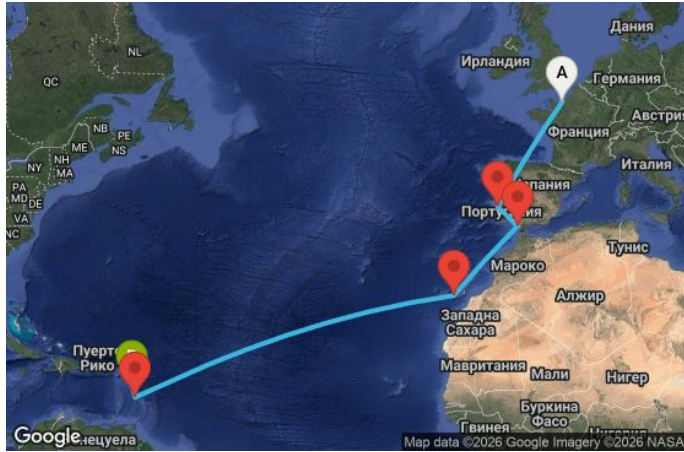 Дания
NL
Ирландия
A
QC
Германия
NB
PE
ME
NS
Австрия
Франция
NY
NH
MA
Италия
PA
MD
DE
VA
NC
Португалия
Тунис
Мароко
Алжир
Западна
Сахара
Пуерто
Рико
Мавритания
Мали
Нигер
Буркина
Фасо
Гвинея
Google
Map data ©2026 Google Imagery ©2026 NASA